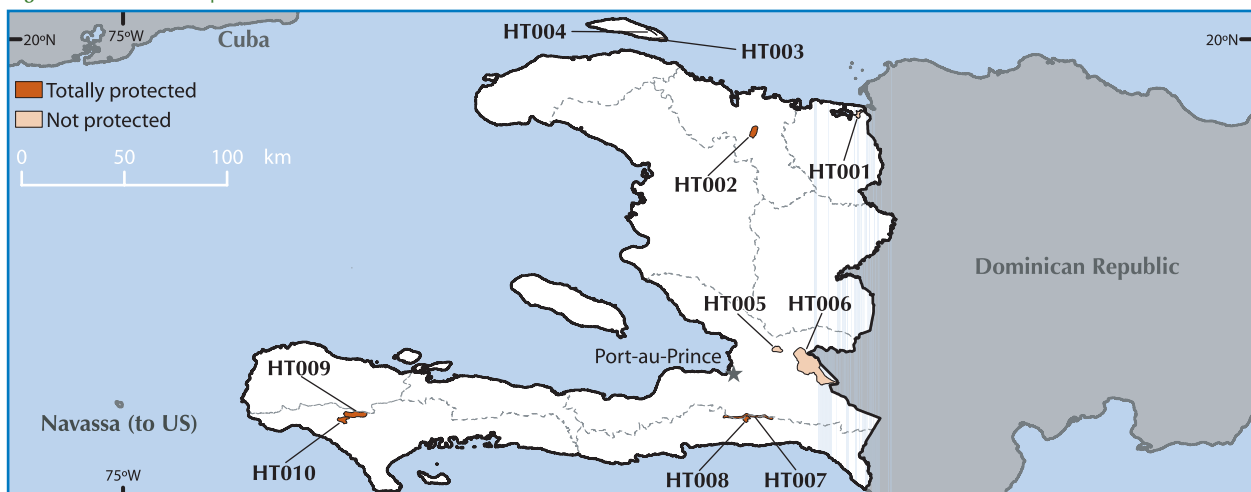 20ºN
75ºW
Cuba
HT004
HT003
20ºN
Totally protected
Not protected
0 50 100 km
HT001
HT002
Dominican Republic
HT005
HT006
Port-au-Prince
HT009
Navassa (to US)
HT010
HT008
HT007
75ºW